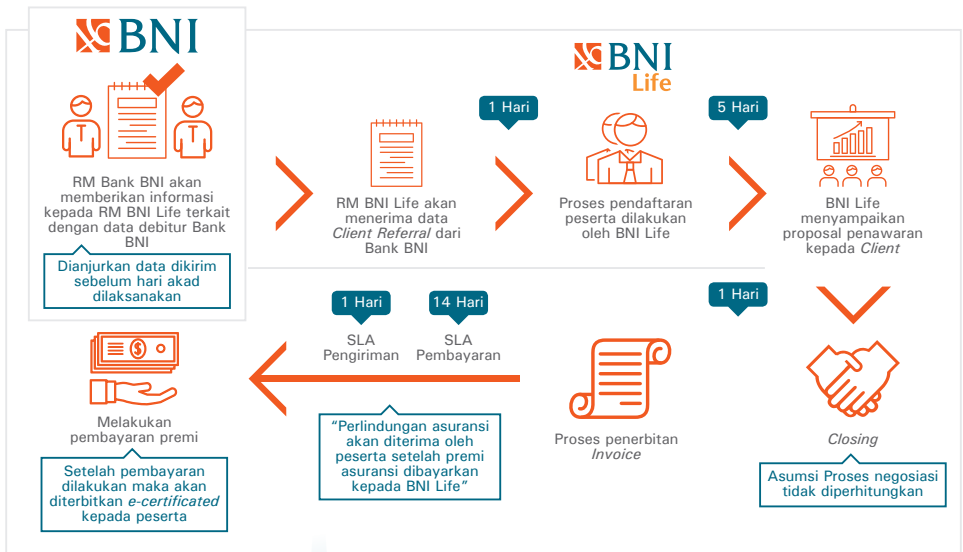 BNI
BNI
Life
RM Bank BNI akan
memberikan informasi
kepada RM BNI Life terkait
dengan data debitur Bank
BNI
Dianjurkan data dikirim
sebelum hari akad
dilaksanakan
RM BNI Life akan
menerima data
Client Referral dari
Bank BNI
1 Hari
Proses pendaftaran
peserta dilakukan
oleh BNI Life
5 Hari
BNI Life
menyampaikan
proposal penawaran
kepada Client
Closing
Asumsi Proses negosiasi
tidak diperhitungkan
1 Hari
Proses penerbitan
Invoice
14 Hari
SLA
Pembayaran
1 Hari
SLA
Pengiriman
“Perlindungan asuransi
akan diterima oleh
peserta setelah premi
asuransi dibayarkan
kepada BNI Life”
Melakukan
pembayaran premi
Setelah pembayaran
dilakukan maka akan
diterbitkan e-certificated
kepada peserta